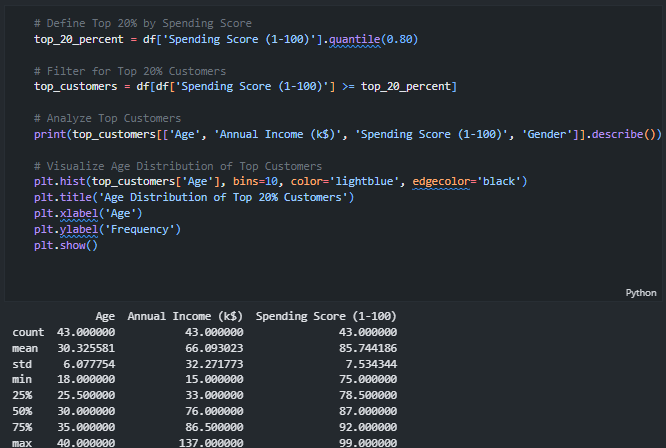 # Define Top 20% by Spending Score
top_20_percent = df['Spending Score (1-100)'].quantile(0.80)
# Filter for Top 20% Customers
top_customers = df[df['Spending Score (1-100)'] >= top_20_percent]
# Analyze Top Customers
print(top_customers[['Age', 'Annual Income (k$)', 'Spending Score (1-100)', 'Gender']].describe())
# Visualize Age Distribution of Top Customers
plt.hist(top_customers['Age'], bins=10, color='lightblue', edgecolor='black')
plt.title('Age Distribution of Top 20% Customers')
plt.xlabel('Age')
plt.ylabel('Frequency')
plt.show()
Python
Age Annual Income (k$) Spending Score (1-100)
count 43.000000 43.000000 43.000000
mean 30.325581 66.093023 85.744186
std 6.077754 32.271773 7.534344
min 18.000000 15.000000 75.000000
25% 25.500000 33.000000 78.500000
50% 30.000000 76.000000 87.000000
75% 35.000000 86.500000 92.000000
max 40.000000 137.000000 99.000000